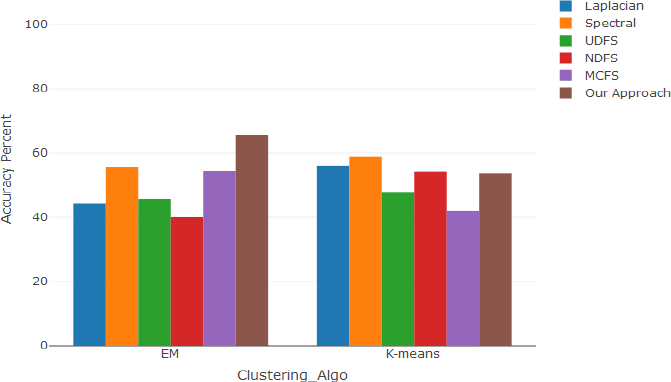 Laplacian
Spectral
UDFS
NDFS
MCFS
Our Approach
100
80
60
40
20
0
Accuracy Percent
EM
K-means
Clustering_Algo